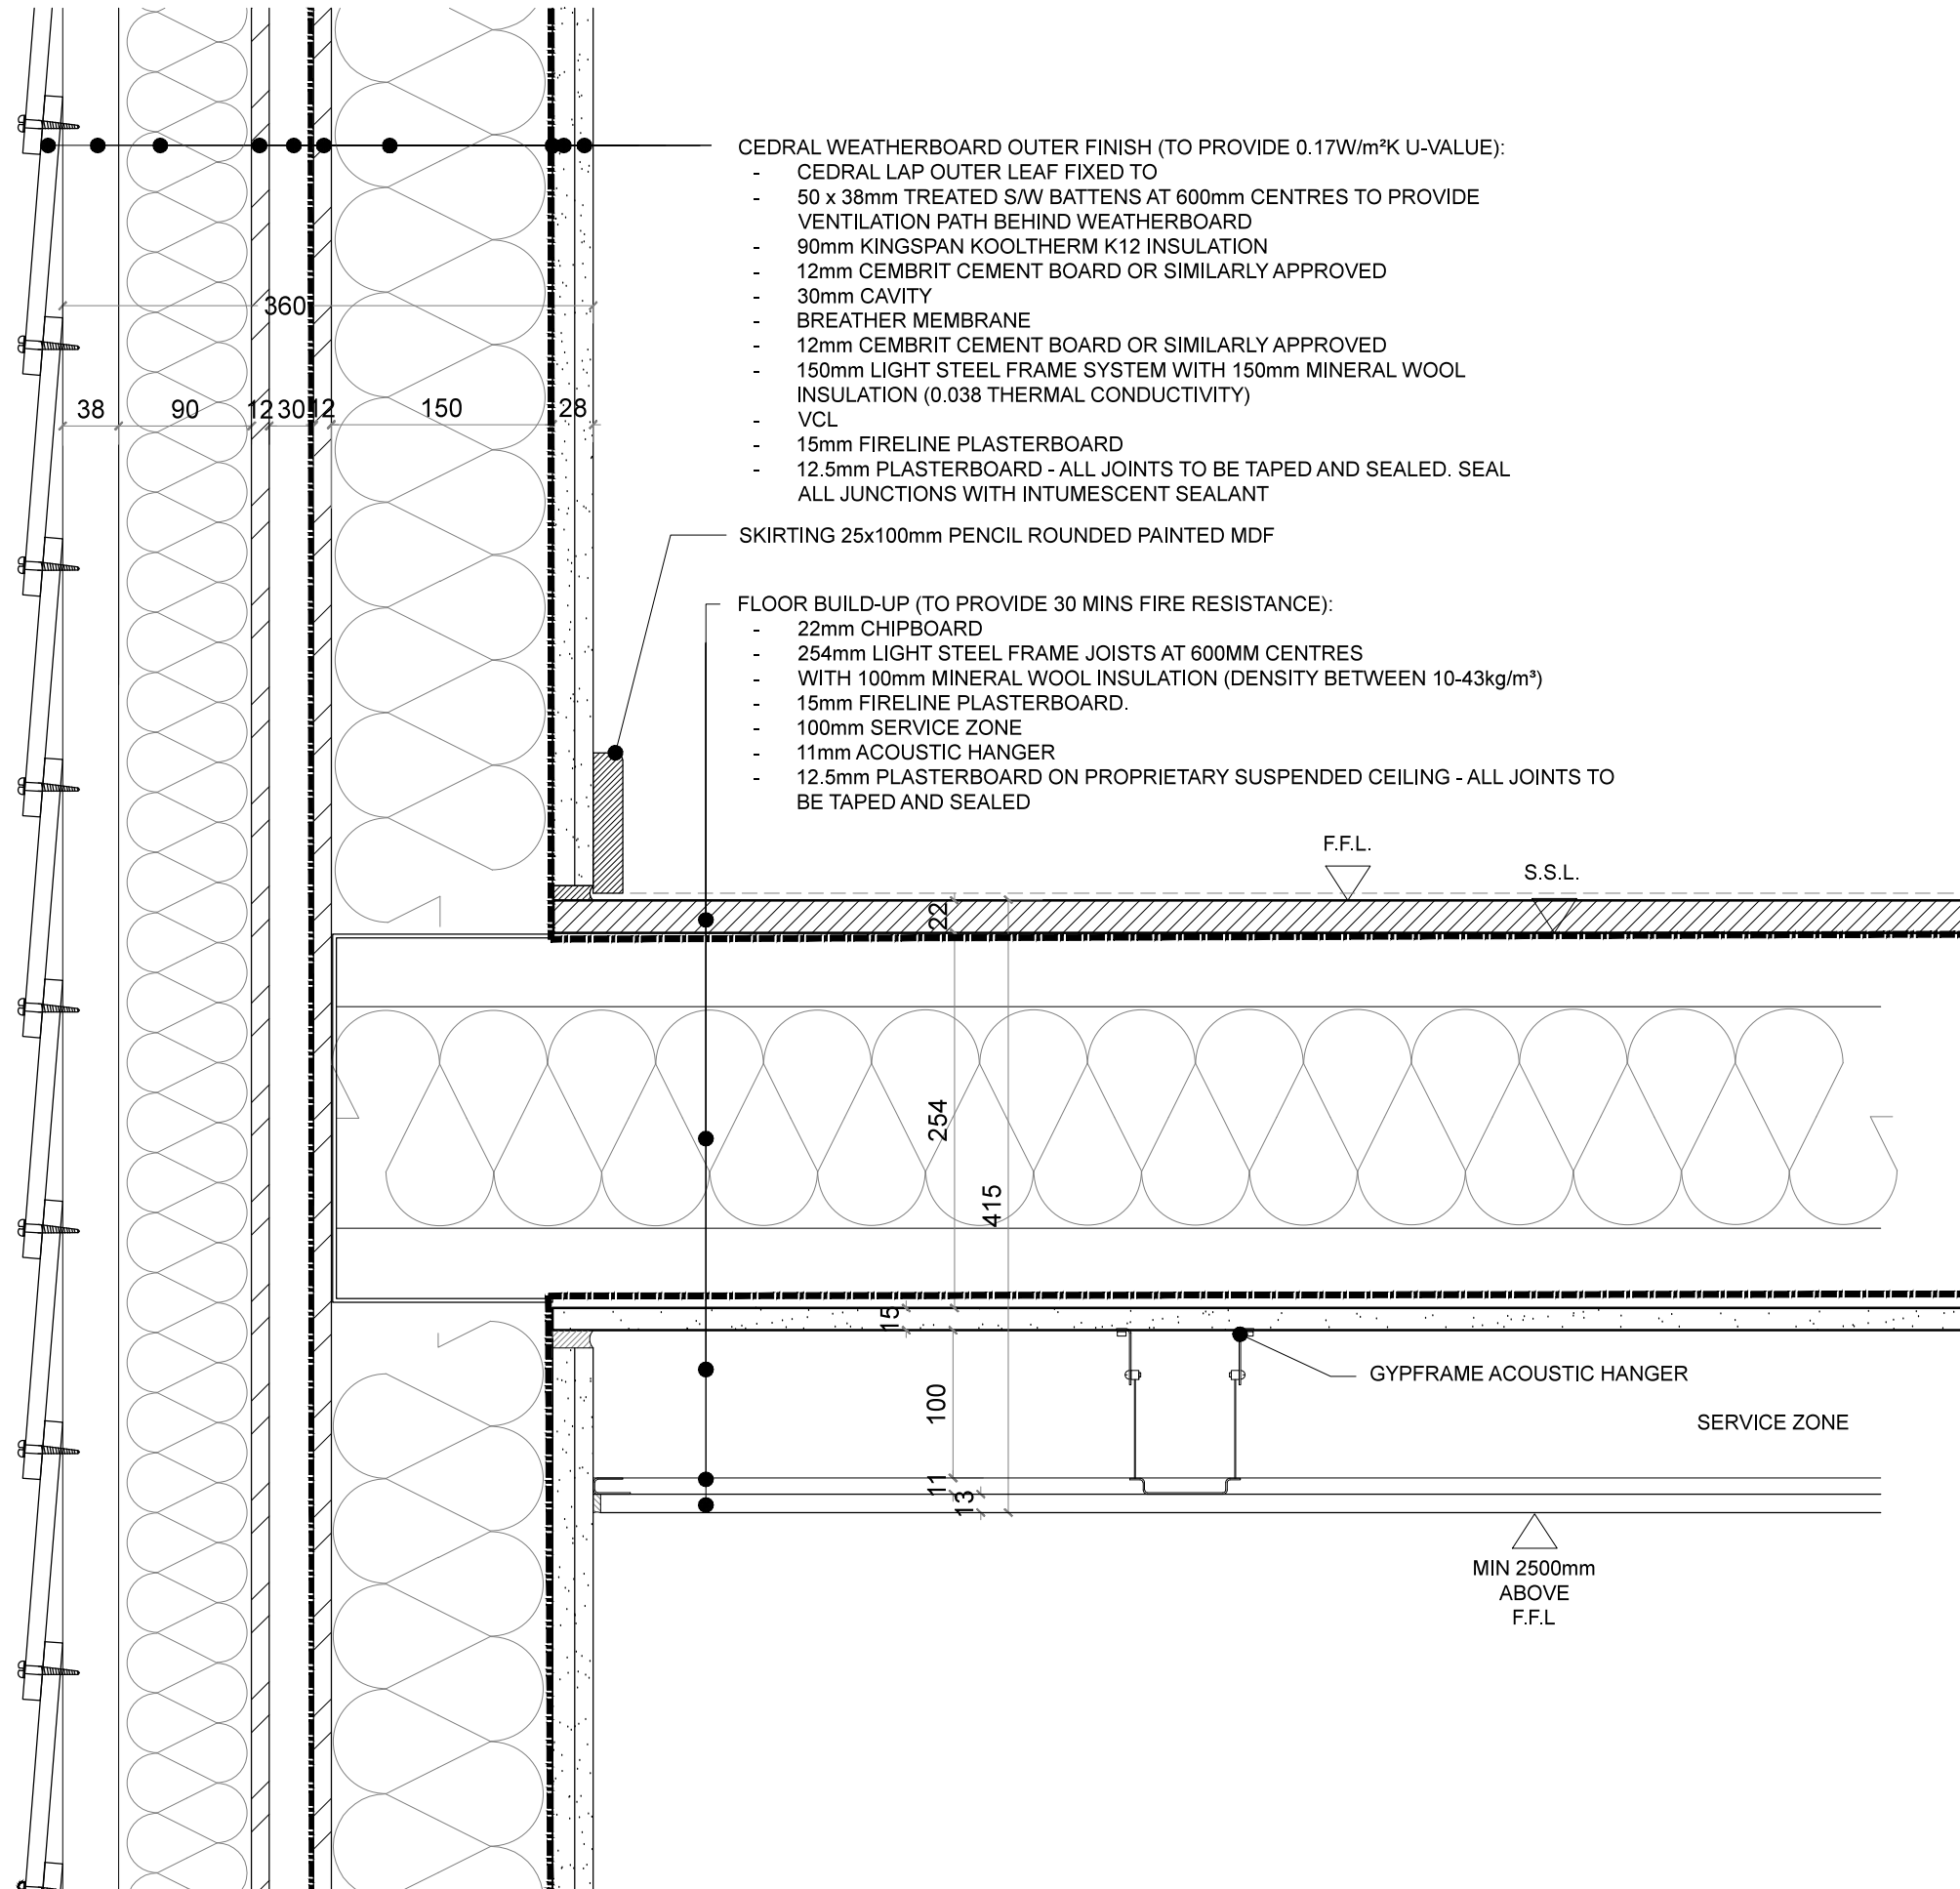 CEDRAL WEATHERBOARD OUTER FINISH (TO PROVIDE 0.17W/m²K U-VALUE):
- CEDRAL LAP OUTER LEAF FIXED TO
- 50 x 38mm TREATED S/W BATTENS AT 600mm CENTRES TO PROVIDE
VENTILATION PATH BEHIND WEATHERBOARD
- 90mm KINGSPAN KOOLTHERM K12 INSULATION
- 12mm CEMBRIT CEMENT BOARD OR SIMILARLY APPROVED
- 30mm CAVITY
- BREATHER MEMBRANE
- 12mm CEMBRIT CEMENT BOARD OR SIMILARLY APPROVED
- 150mm LIGHT STEEL FRAME SYSTEM WITH 150mm MINERAL WOOL
INSULATION (0.038 THERMAL CONDUCTIVITY)
- VCL
- 15mm FIRELINE PLASTERBOARD
- 12.5mm PLASTERBOARD - ALL JOINTS TO BE TAPED AND SEALED. SEAL
ALL JUNCTIONS WITH INTUMESCENT SEALANT
360
38 90 12 30 12 150 28
SKIRTING 25x100mm PENCIL ROUNDED PAINTED MDF
FLOOR BUILD-UP (TO PROVIDE 30 MINS FIRE RESISTANCE):
- 22mm CHIPBOARD
- 254mm LIGHT STEEL FRAME JOISTS AT 600MM CENTRES
- WITH 100mm MINERAL WOOL INSULATION (DENSITY BETWEEN 10-43kg/m³)
- 15mm FIRELINE PLASTERBOARD.
- 100mm SERVICE ZONE
- 11mm ACOUSTIC HANGER
- 12.5mm PLASTERBOARD ON PROPRIETARY SUSPENDED CEILING - ALL JOINTS TO
BE TAPED AND SEALED
F.F.L.
S.S.L.
22
254
415
15
GYPFRAME ACOUSTIC HANGER
100
SERVICE ZONE
11
13
MIN 2500mm
ABOVE
F.F.L